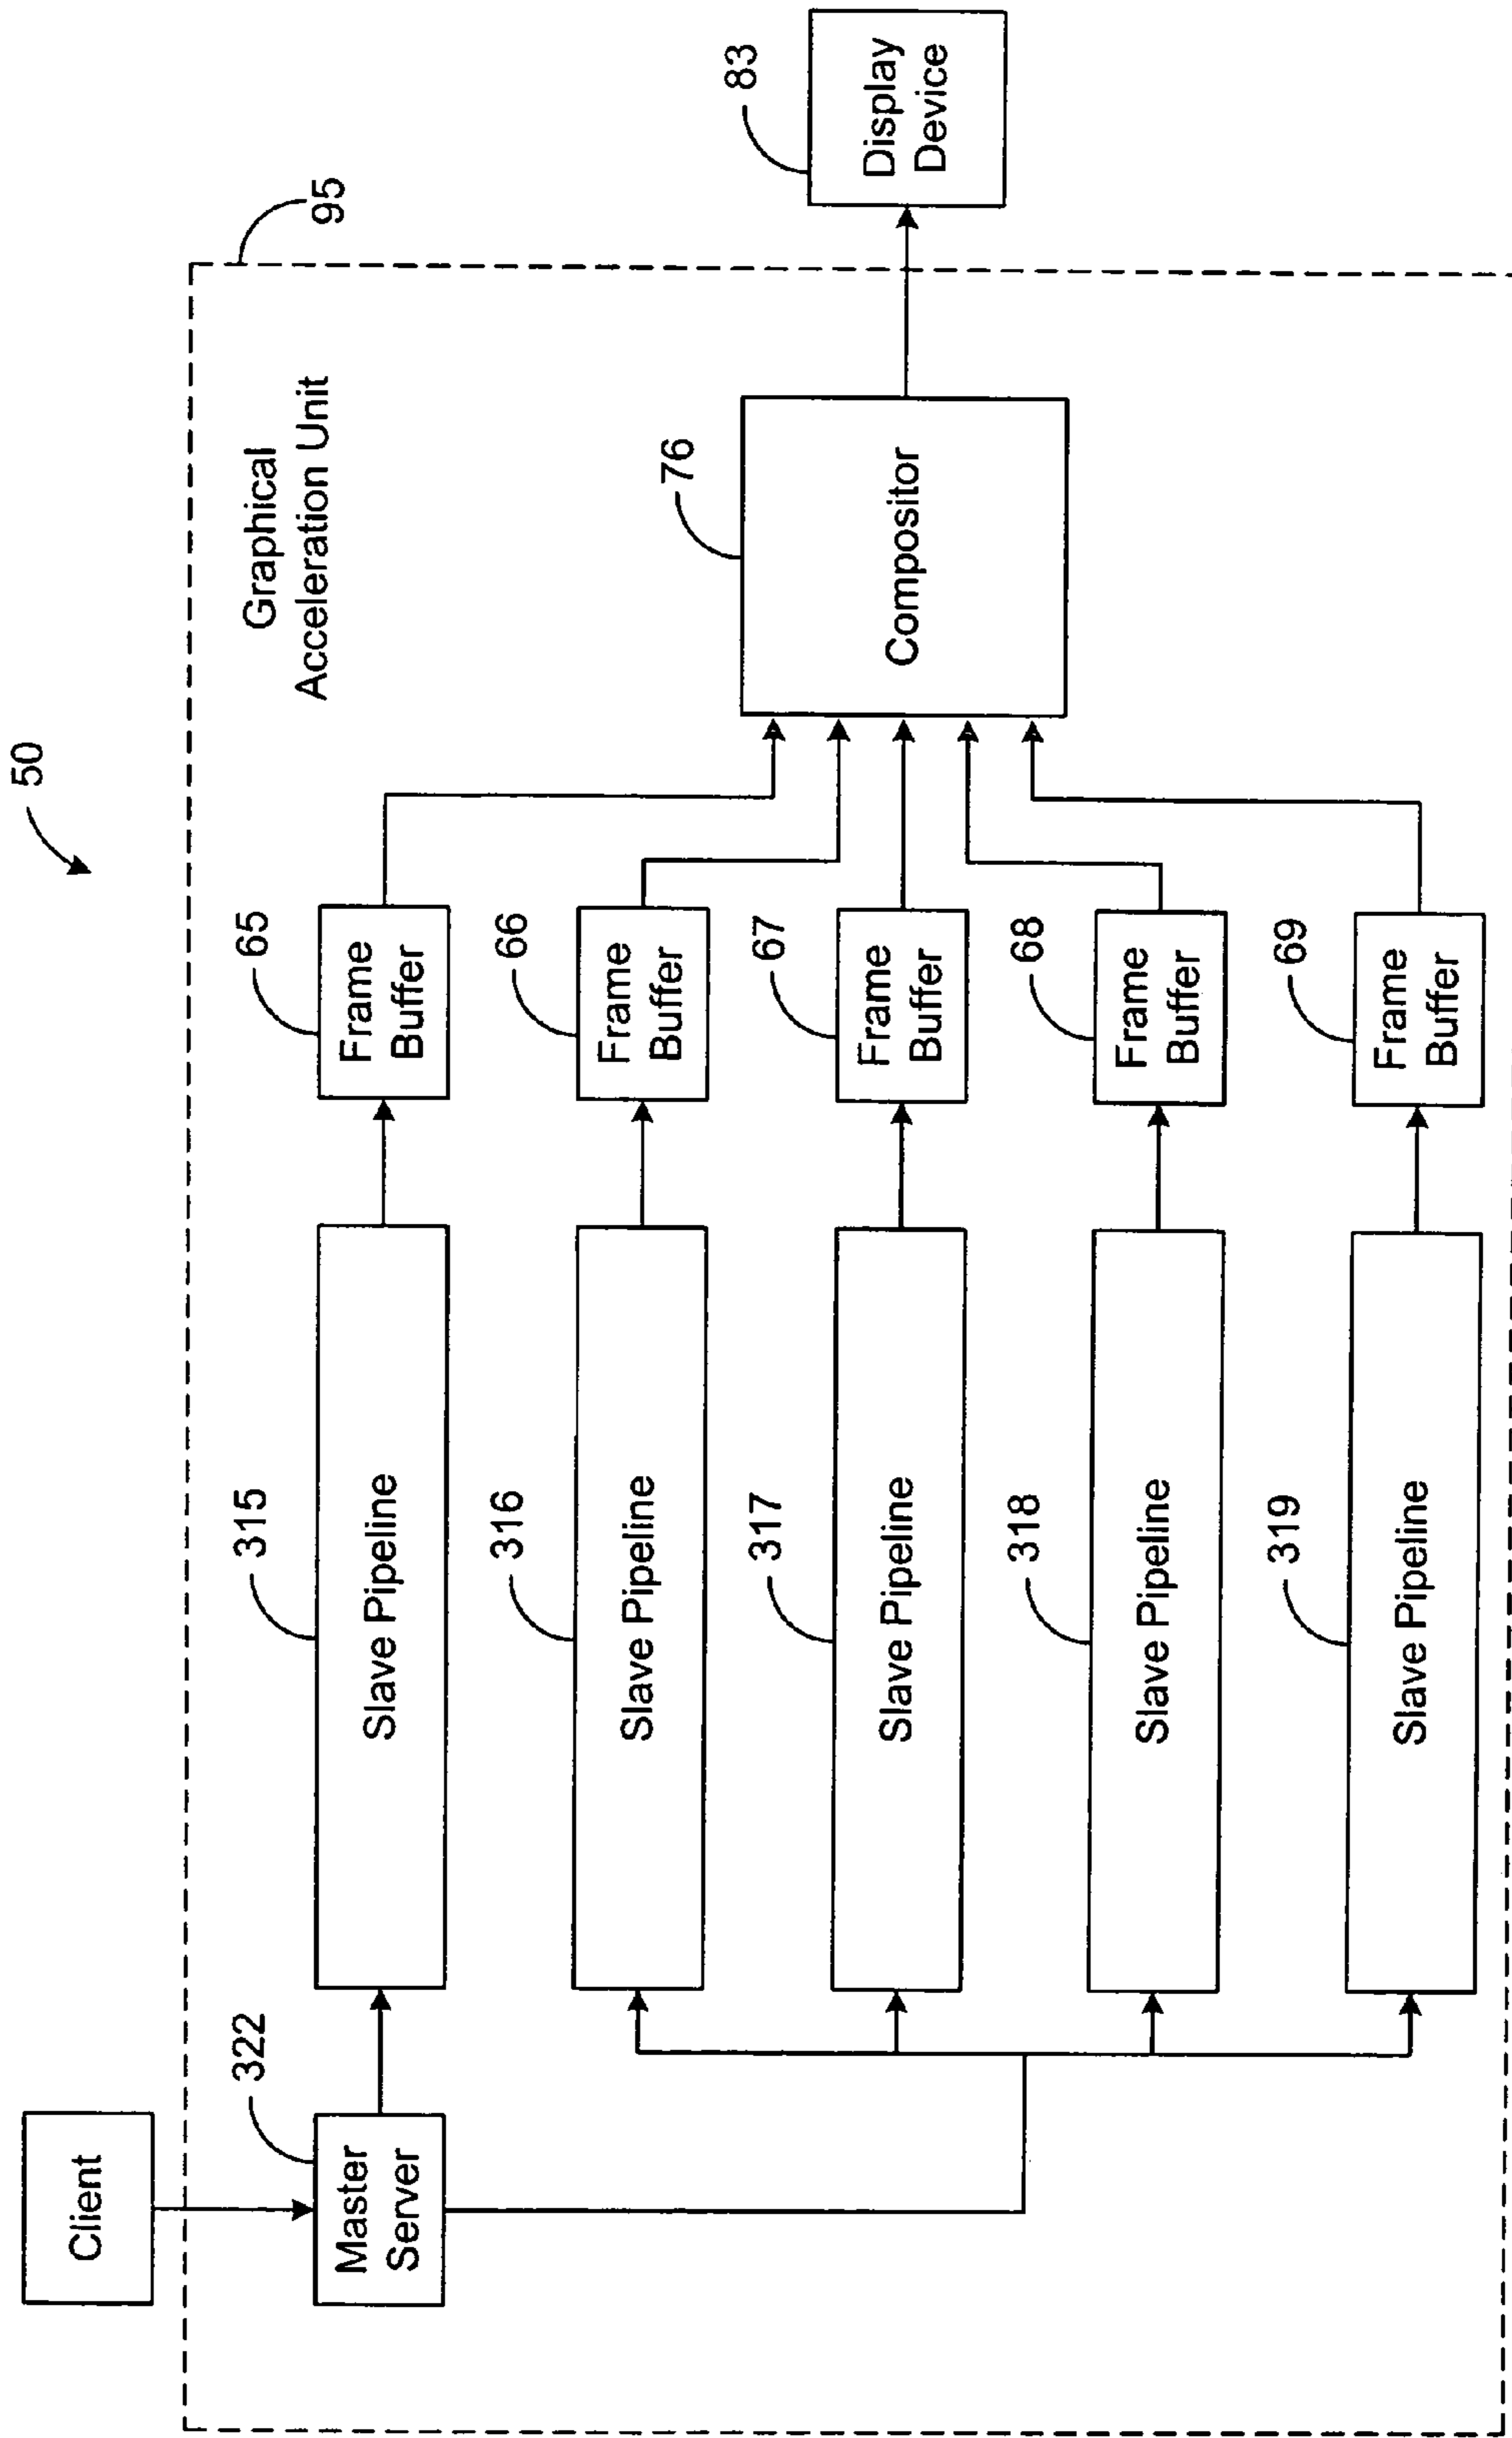 50
Client
95
Graphical
Acceleration Unit
322
Master
Server
315
Slave Pipeline
65
Frame
Buffer
316
Slave Pipeline
66
Frame
Buffer
76
Compositor
83
Display
Device
317
Slave Pipeline
67
Frame
Buffer
318
Slave Pipeline
68
Frame
Buffer
319
Slave Pipeline
69
Frame
Buffer